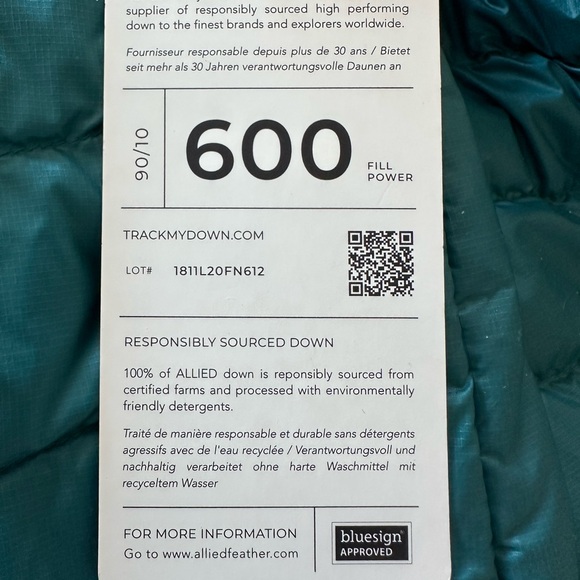 supplier of responsibly sourced high performing
down to the finest brands and explorers worldwide.
Fournisseur responsable depuis plus de 30 ans / Bietet
seit mehr als 30 Jahren verantwortungsvolle Daunen an
90/10
600
FILL
POWER
TRACKMYDOWN.COM
LOT# 1811L20FN612
RESPONSIBLY SOURCED DOWN
100% of ALLIED down is reponsibly sourced from
certified farms and processed with environmentally
friendly detergents.
Traité de manière responsable et durable sans détergents
agressifs avec de l'eau recyclée / Verantwortungsvoll und
nachhaltig verarbeitet ohne harte Waschmittel mit
recyceltem Wasser
FOR MORE INFORMATION
Go to www.alliedfeather.com
bluesign®
APPROVED